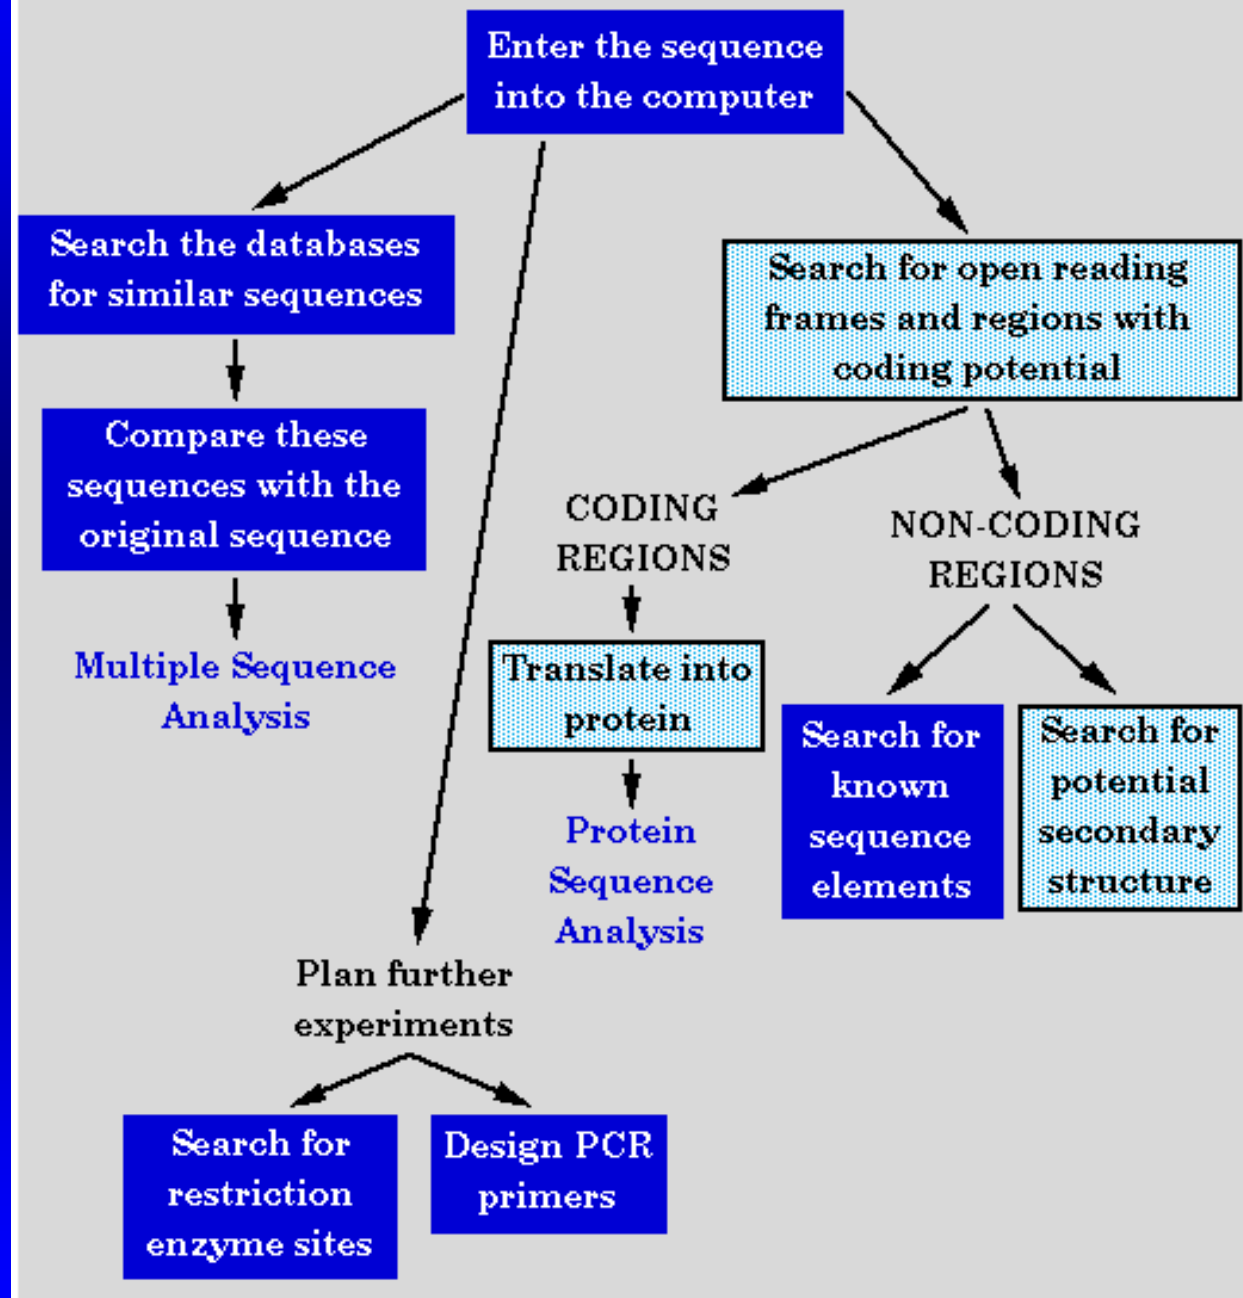 Enter the sequence
into the computer
Search the databases
for similar sequences
Search for open reading
frames and regions with
coding potential
Compare these
sequences with the
original sequence
CODING
REGIONS
NON-CODING
REGIONS
Multiple Sequence
Analysis
Translate into
protein
Search for
known
sequence
elements
Search for
potential
secondary
structure
Protein
Sequence
Analysis
Plan further
experiments
Search for
restriction
enzyme sites
Design PCR
primers